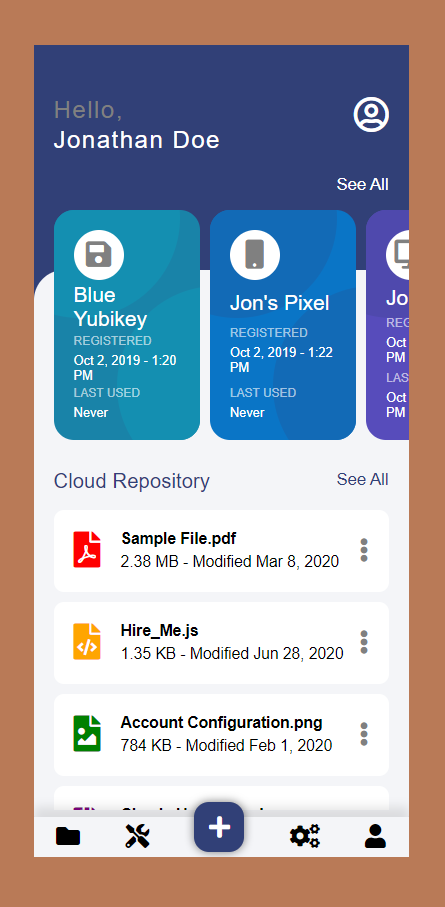 Hello,
Jonathan Doe
See All
Blue
Yubikey
REGISTERED
Oct 2, 2019 - 1:20
PM
LAST USED
Never
Jon's Pixel
REGISTERED
Oct 2, 2019 - 1:22
PM
LAST USED
Never
Jo
REG
Oct
PM
LAS
Oct
PM
Cloud Repository
See All
Sample File.pdf
2.38 MB - Modified Mar 8, 2020
Hire_Me.js
1.35 KB - Modified Jun 28, 2020
Account Configuration.png
784 KB - Modified Feb 1, 2020